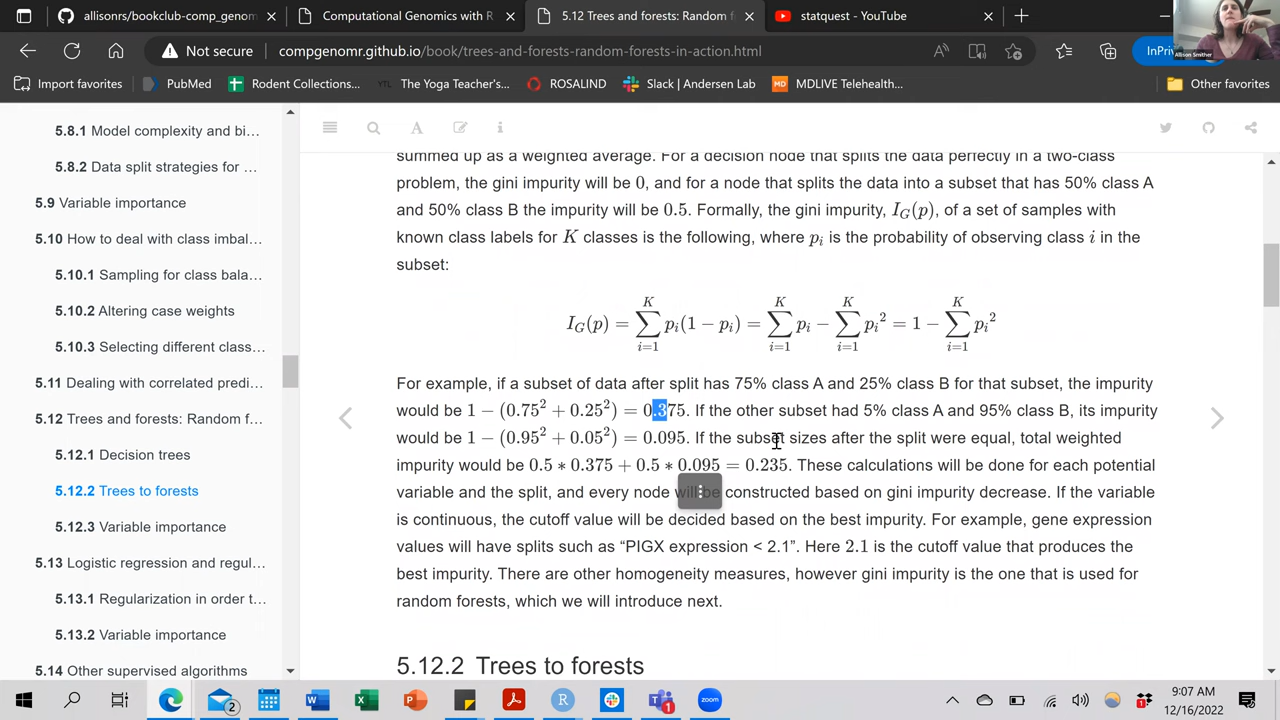 allisons/bookclub-comp_genom
Computational Genomics with R
5.12 Trees and forests: Random f
statquest - YouTube
Not secure
compgenomr.github.io/book/trees-and-forests-random-forests-in-action.html
InPriv
Allison Smither
Import favorites
PubMed
Rodent Collections...
YTL
The Yoga Team's...
ROSALIND
Slack | Andersen Lab
MD
MDLIVE Telehealth...
Other favorites
5.8.1 Model complexity and bi...
5.8.2 Data split strategies for ...
5.9 Variable importance
5.10 How to deal with class imbal...
5.10.1 Sampling for class bala...
5.10.2 Altering case weights
5.10.3 Selecting different class...
5.11 Dealing with correlated predi...
5.12 Trees and forests: Random f...
5.12.1 Decision trees
5.12.2 Trees to forests
5.12.3 Variable importance
5.13 Logistic regression and regul...
5.13.1 Regularization in order t...
5.13.2 Variable importance
5.14 Other supervised algorithms
summed up as a weighted average. For a decision node that splits the data perfectly in a two-class
problem, the gini impurity will be 0, and for a node that splits the data into a subset that has 50% class A
and 50% class B the impurity will be 0.5. Formally, the gini impurity, I_G(p), of a set of samples with
known class labels for K classes is the following, where p_i is the probability of observing class i in the
subset:
I_G(p) = ∑_{i=1}^{K} p_i(1 − p_i) = ∑_{i=1}^{K} p_i − ∑_{i=1}^{K} p_i² = 1 − ∑_{i=1}^{K} p_i²
For example, if a subset of data after split has 75% class A and 25% class B for that subset, the impurity
would be 1 − (0.75² + 0.25²) = 0.375. If the other subset had 5% class A and 95% class B, its impurity
would be 1 − (0.95² + 0.05²) = 0.095. If the subset sizes after the split were equal, total weighted
impurity would be 0.5 ∗ 0.375 + 0.5 ∗ 0.095 = 0.235. These calculations will be done for each potential
variable and the split, and every node will be constructed based on gini impurity decrease. If the variable
is continuous, the cutoff value will be decided based on the best impurity. For example, gene expression
values will have splits such as “PIGX expression < 2.1”. Here 2.1 is the cutoff value that produces the
best impurity. There are other homogeneity measures, however gini impurity is the one that is used for
random forests, which we will introduce next.
5.12.2 Trees to forests
2
1
zoom
1
9:07 AM
12/16/2022